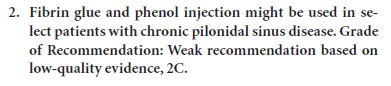 2. Fibrin glue and phenol injection might be used in se-
lect patients with chronic pilonidal sinus disease. Grade
of Recommendation: Weak recommendation based on
low-quality evidence, 2C.